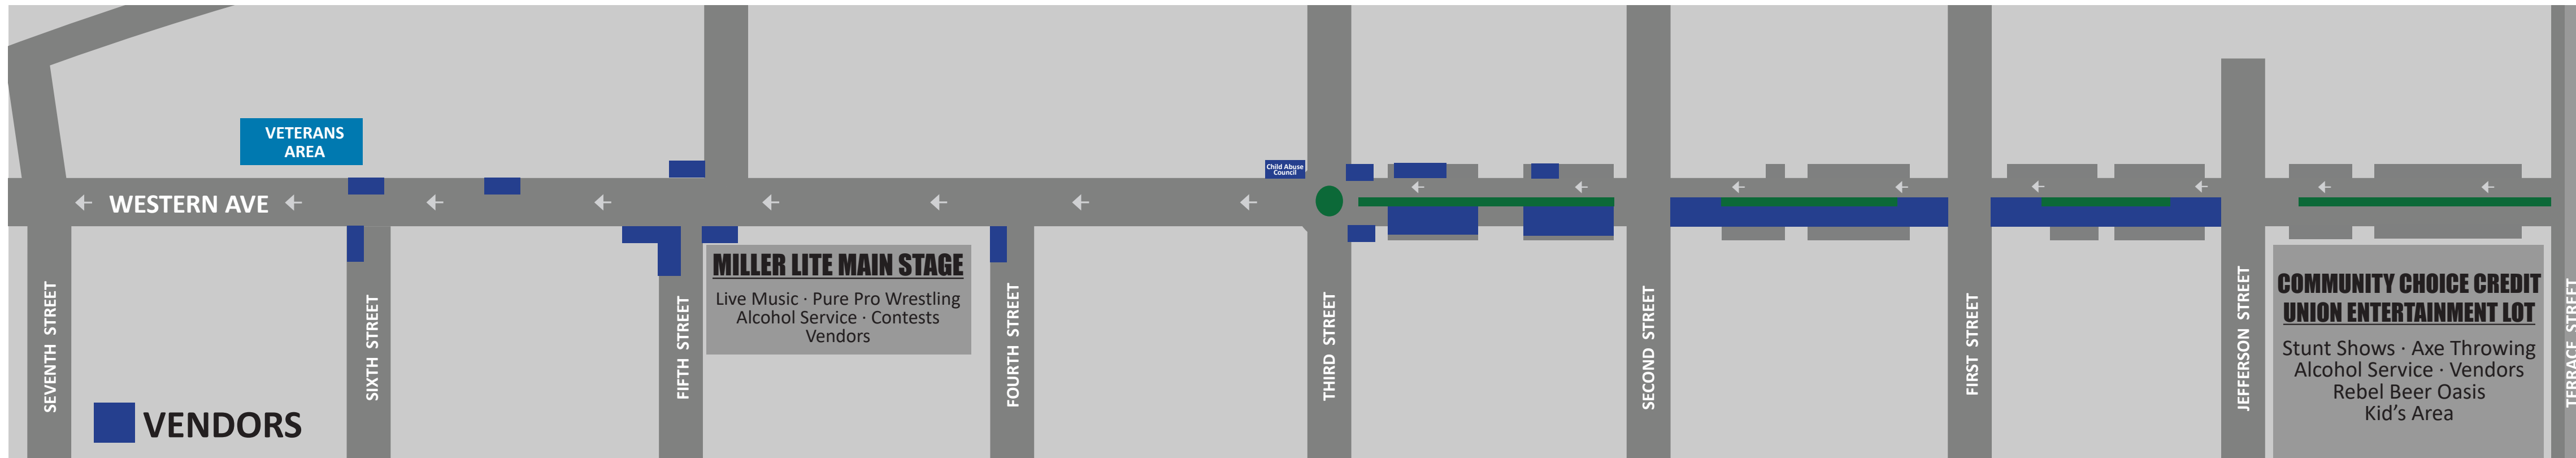 VETERANS
AREA
Child Abuse
Council
WESTERN AVE
MILLER LITE MAIN STAGE
Live Music · Pure Pro Wrestling
Alcohol Service · Contests
Vendors
COMMUNITY CHOICE CREDIT
UNION ENTERTAINMENT LOT
Stunt Shows · Axe Throwing
Alcohol Service · Vendors
Rebel Beer Oasis
Kid's Area
SEVENTH STREET
SIXTH STREET
FIFTH STREET
FOURTH STREET
THIRD STREET
SECOND STREET
FIRST STREET
JEFFERSON STREET
TERRACE STREET
VENDORS